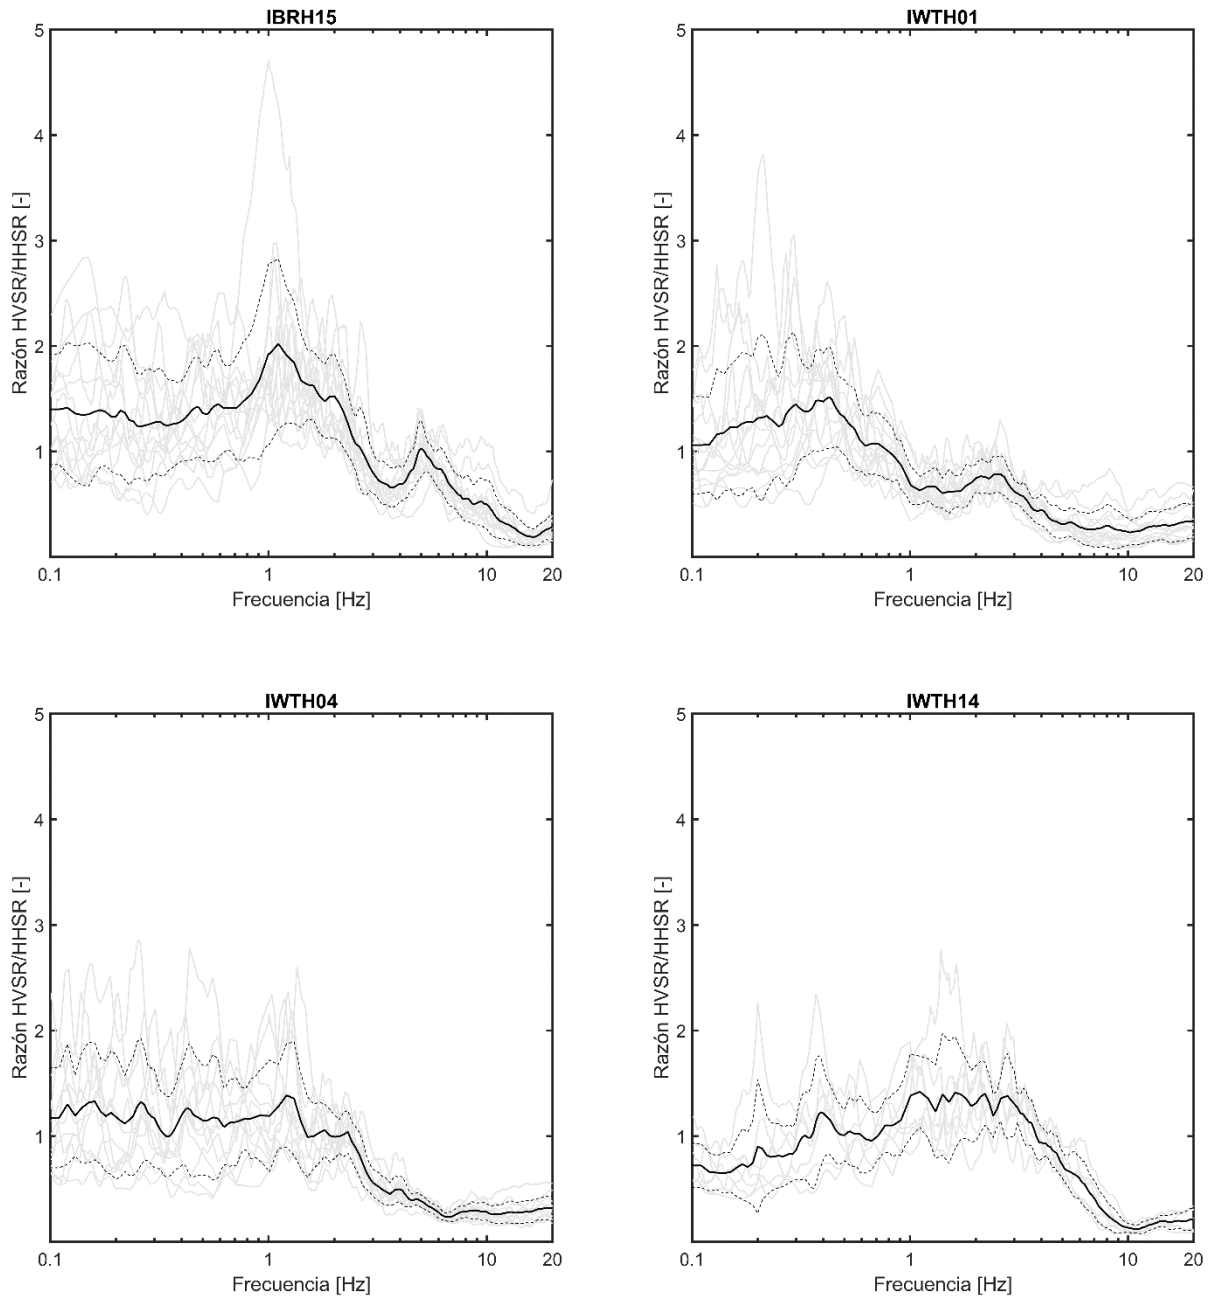 IBRH15
5
4
3
2
1
0.1 1 10 20
Razón HVSR/HHSR [-]
Frecuencia [Hz]
IWTH01
5
4
3
2
1
0.1 1 10 20
Razón HVSR/HHSR [-]
Frecuencia [Hz]
IWTH04
5
4
3
2
1
0.1 1 10 20
Razón HVSR/HHSR [-]
Frecuencia [Hz]
IWTH14
5
4
3
2
1
0.1 1 10 20
Razón HVSR/HHSR [-]
Frecuencia [Hz]